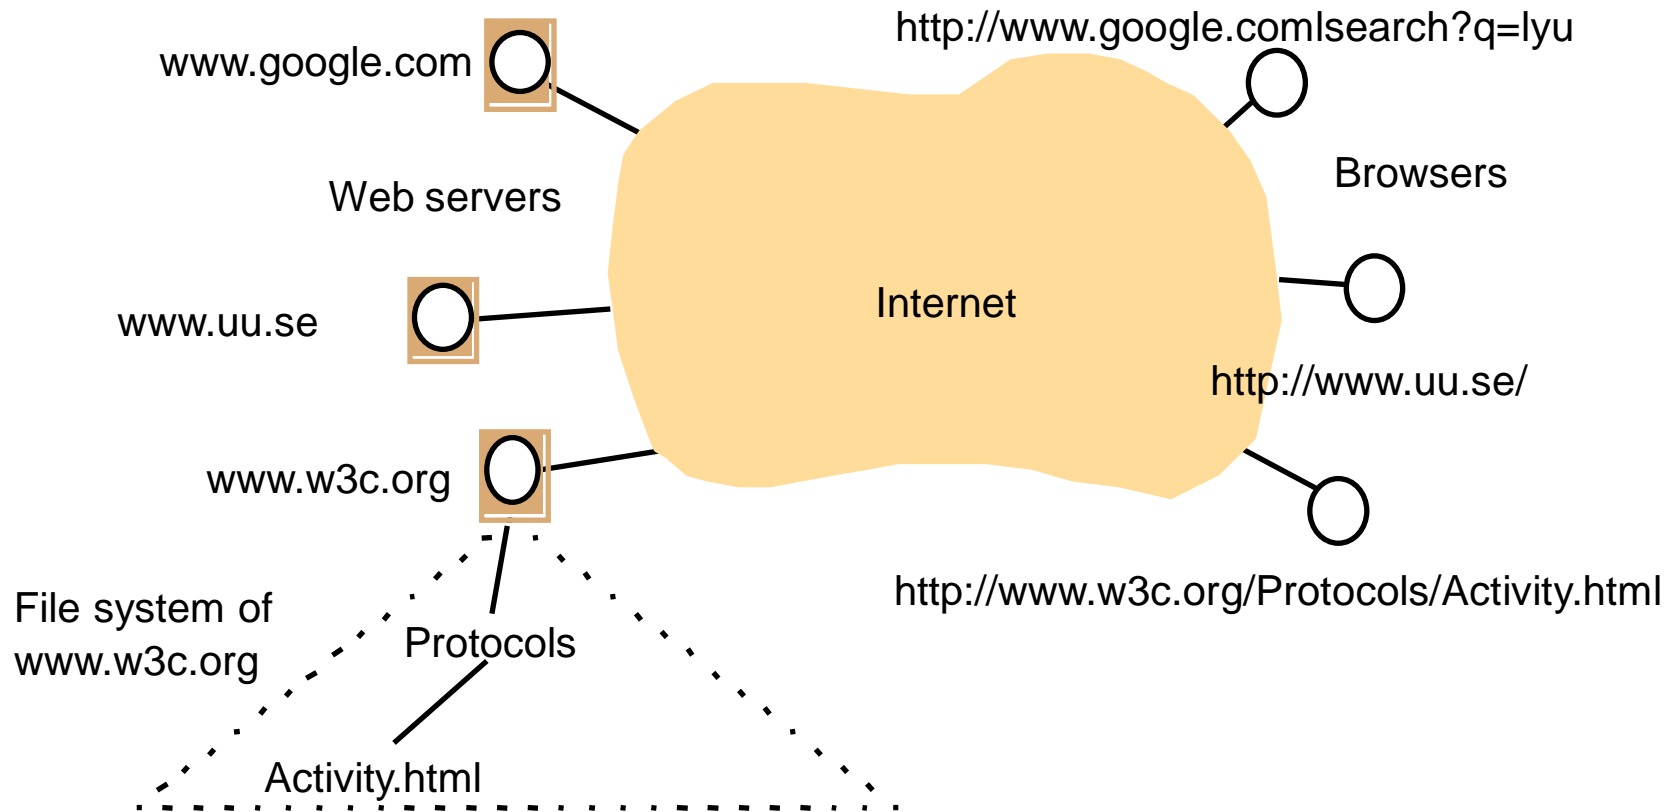 http://www.google.comlsearch?q=lyu
www.google.com
Browsers
Web servers
Internet
www.uu.se
http://www.uu.se/
www.w3c.org
http://www.w3c.org/Protocols/Activity.html
File system of
www.w3c.org
Protocols
Activity.html